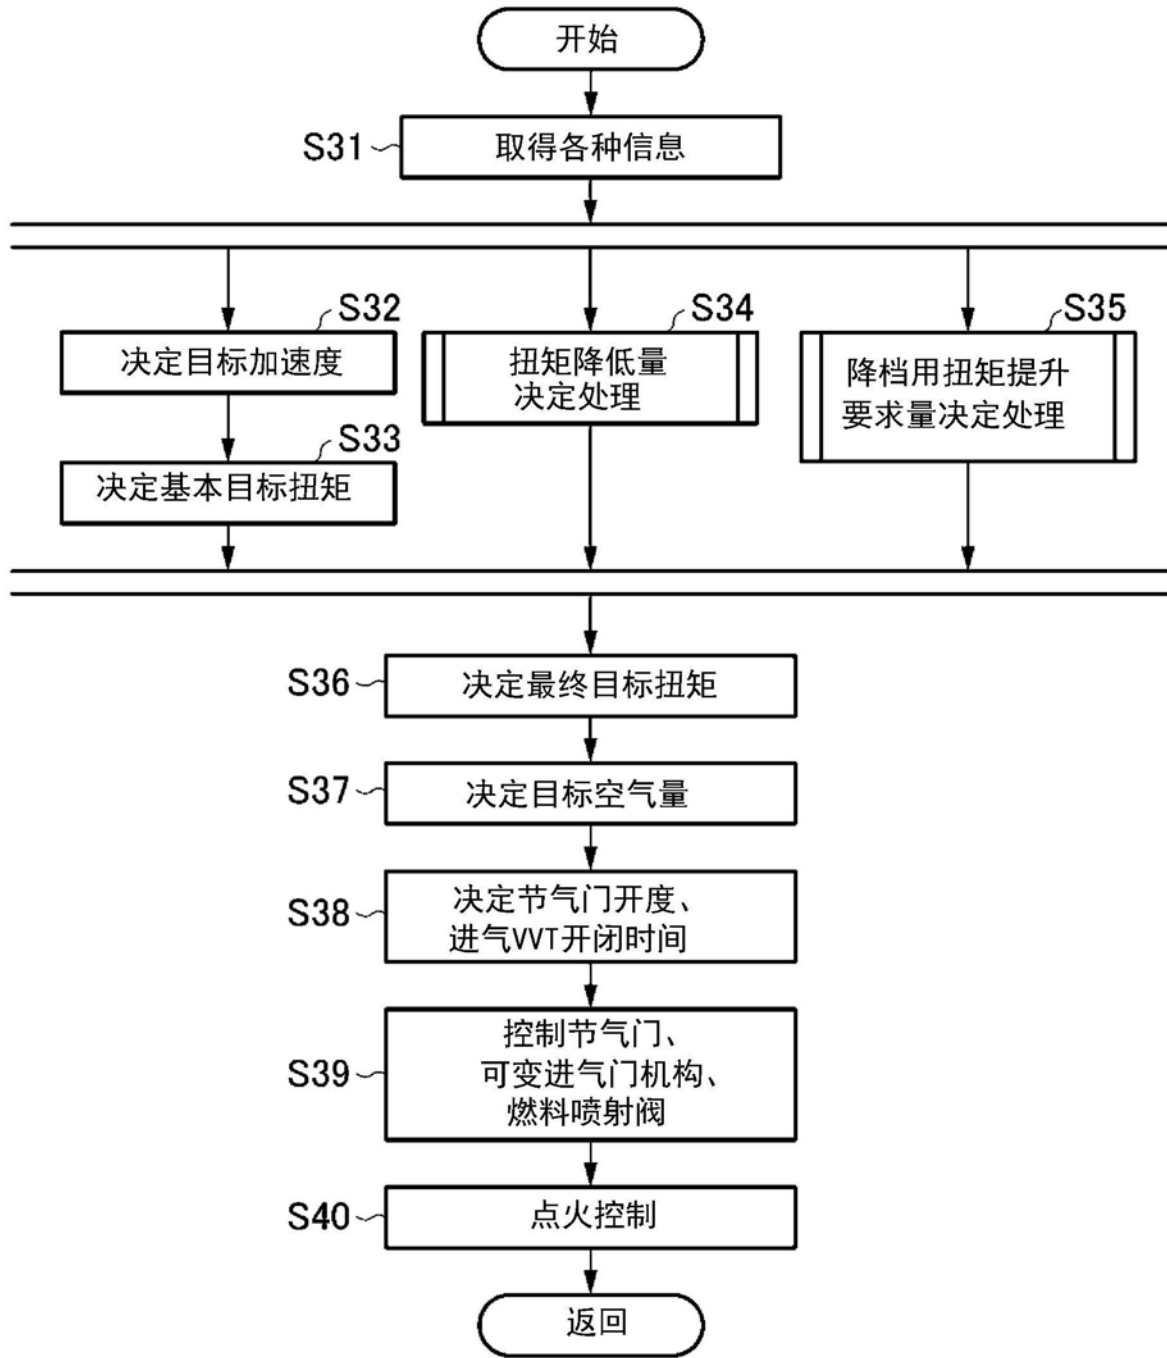 开始
S31
取得各种信息
S32
决定目标加速度
S33
决定基本目标扭矩
S34
扭矩降低量
决定处理
S35
降档用扭矩提升
要求量决定处理
S36
决定最终目标扭矩
S37
决定目标空气量
S38
决定节气门开度、
进气VVT开闭时间
S39
控制节气门、
可变进气门机构、
燃料喷射阀
S40
点火控制
返回